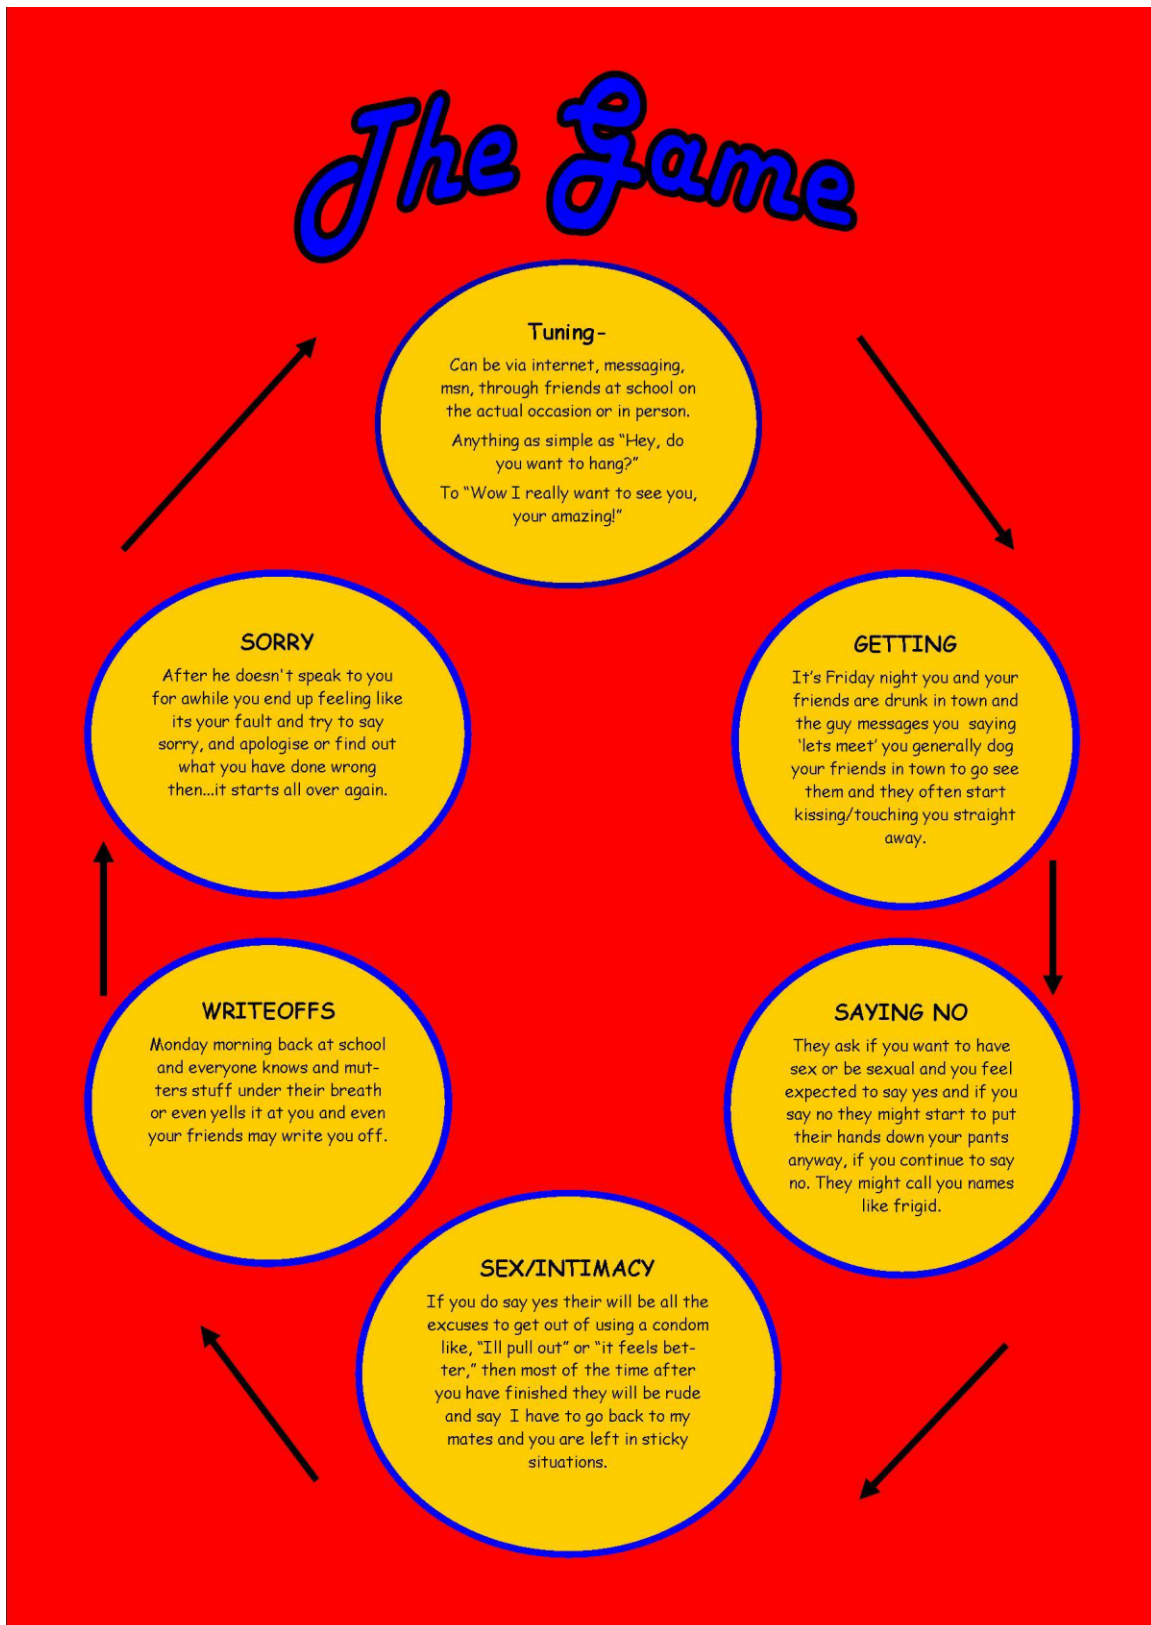 The Game
Tuning-
Can be via internet, messaging,
msn, through friends at school on
the actual occasion or in person.
Anything as simple as “Hey, do
you want to hang?”
To “Wow I really want to see you,
your amazing!”
GETTING
It’s Friday night you and your
friends are drunk in town and
the guy messages you saying
‘lets meet’ you generally dog
your friends in town to go see
them and they often start
kissing/touching you straight
away.
SAYING NO
They ask if you want to have
sex or be sexual and you feel
expected to say yes and if you
say no they might start to put
their hands down your pants
anyway, if you continue to say
no. They might call you names
like frigid.
SEX/INTIMACY
If you do say yes their will be all the
excuses to get out of using a condom
like, “Ill pull out” or “it feels bet-
ter,” then most of the time after
you have finished they will be rude
and say I have to go back to my
mates and you are left in sticky
situations.
WRITEOFFS
Monday morning back at school
and everyone knows and mut-
ters stuff under their breath
or even yells it at you and even
your friends may write you off.
SORRY
After he doesn't speak to you
for awhile you end up feeling like
its your fault and try to say
sorry, and apologise or find out
what you have done wrong
then...it starts all over again.